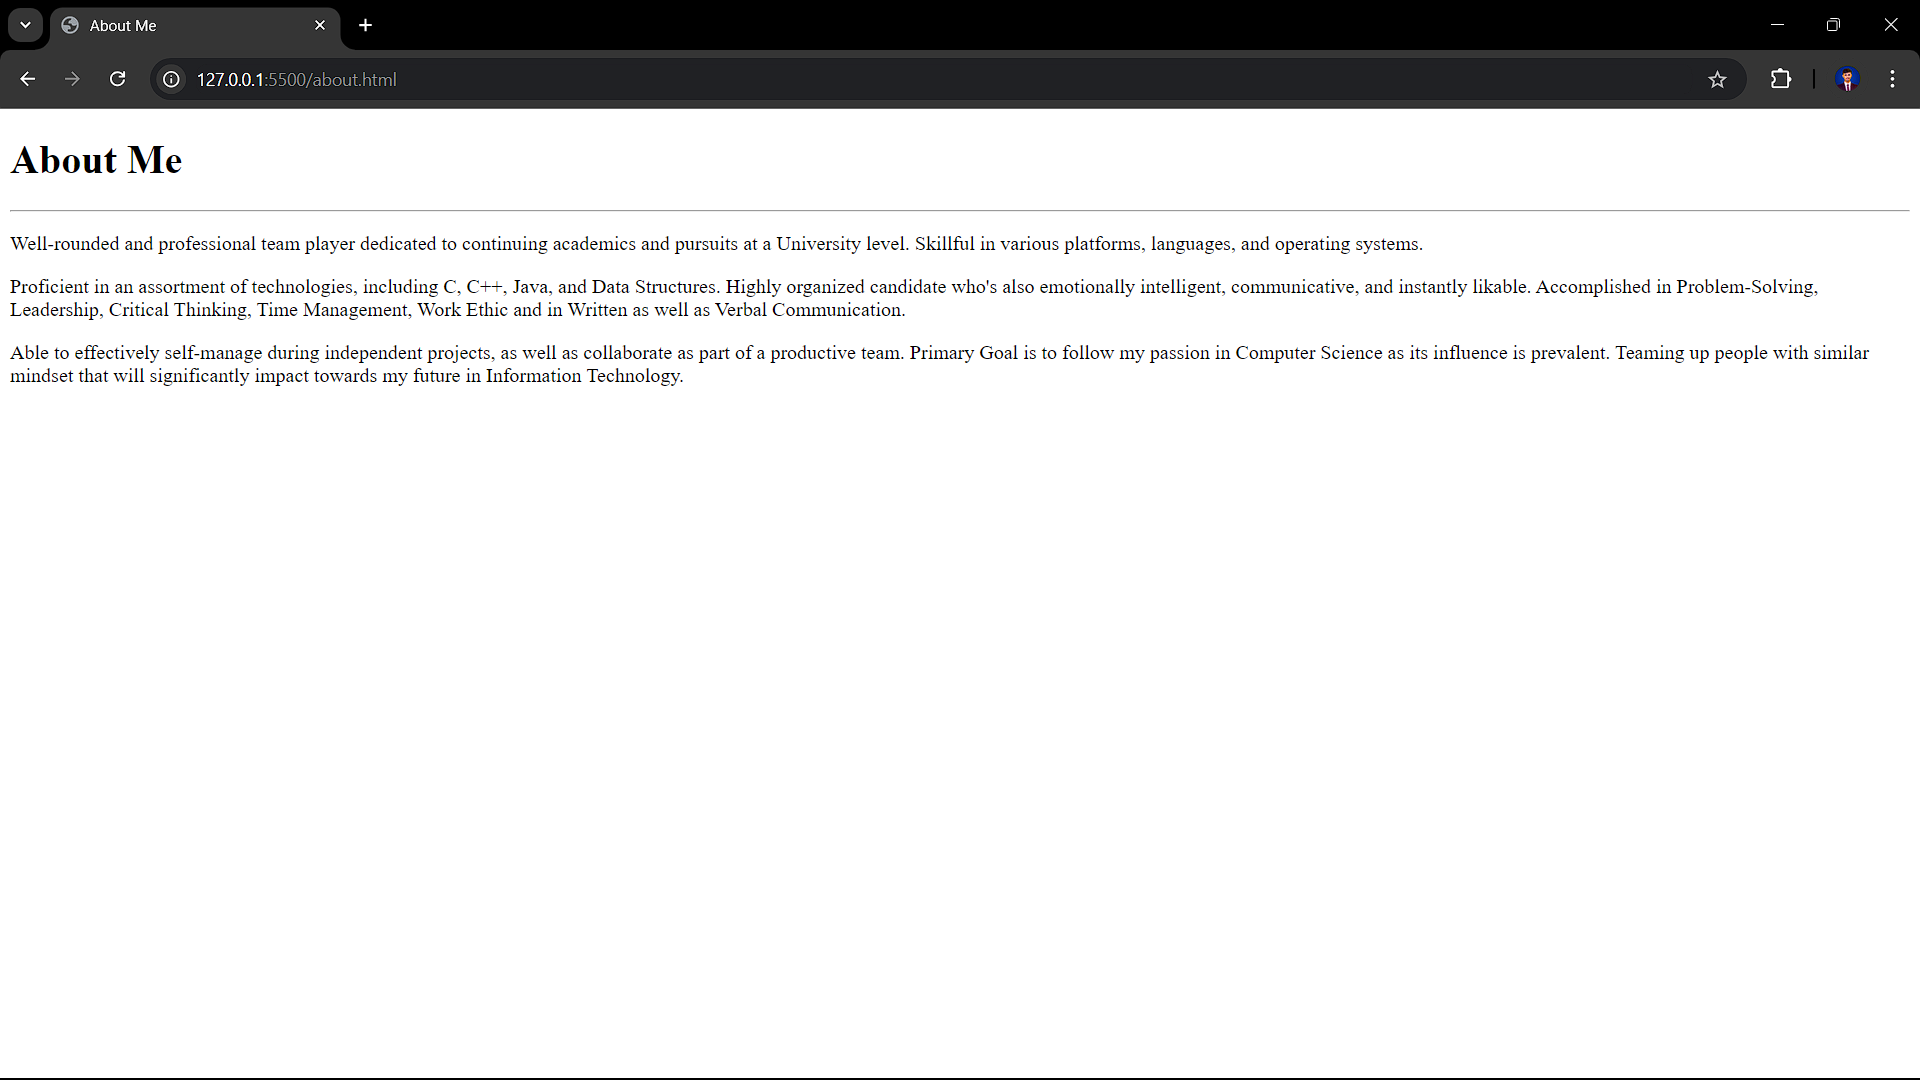 About Me
127.0.0.1:5500/about.html
About Me
Well-rounded and professional team player dedicated to continuing academics and pursuits at a University level. Skillful in various platforms, languages, and operating systems.
Proficient in an assortment of technologies, including C, C++, Java, and Data Structures. Highly organized candidate who's also emotionally intelligent, communicative, and instantly likable. Accomplished in Problem-Solving,
Leadership, Critical Thinking, Time Management, Work Ethic and in Written as well as Verbal Communication.
Able to effectively self-manage during independent projects, as well as collaborate as part of a productive team. Primary Goal is to follow my passion in Computer Science as its influence is prevalent. Teaming up people with similar
mindset that will significantly impact towards my future in Information Technology.